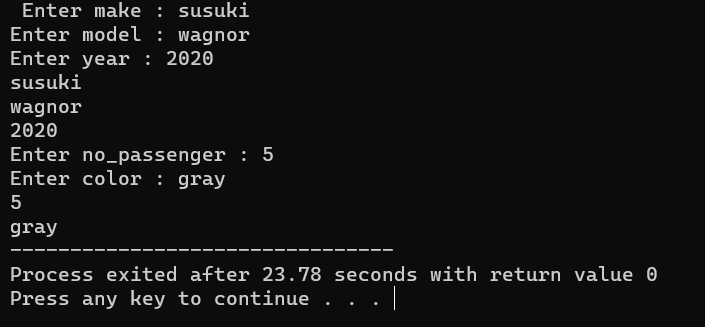 Enter make : susuki
Enter model : wagnor
Enter year : 2020
susuki
wagnor
2020
Enter no_passenger : 5
Enter color : gray
5
gray
--------------------------------
Process exited after 23.78 seconds with return value 0
Press any key to continue . . .